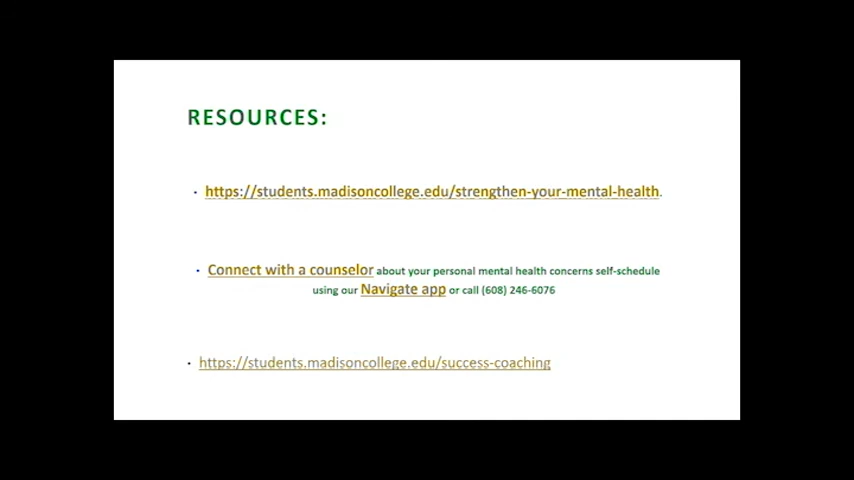 RESOURCES:
• https://students.madisoncollege.edu/strengthen-your-mental-health.
• Connect with a counselor about your personal mental health concerns self-schedule
using our Navigate app or call (608) 246-6076
• https://students.madisoncollege.edu/success-coaching